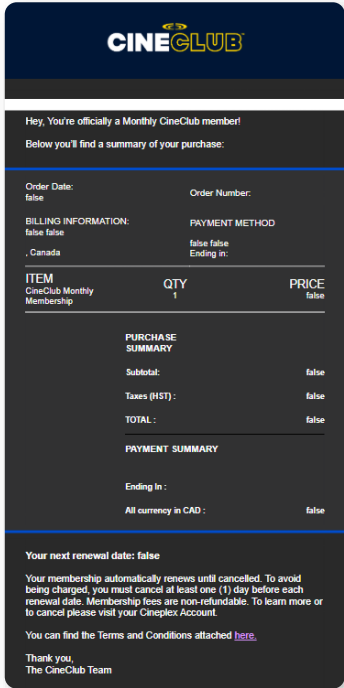 CINECLUB
Hey, You're officially a Monthly CineClub member!
Below you'll find a summary of your purchase:
Order Date:
false
Order Number:
BILLING INFORMATION:
false false
, Canada
PAYMENT METHOD
false false
Ending in:
ITEM QTY PRICE
CineClub Monthly
Membership
1 false
PURCHASE
SUMMARY
Subtotal: false
Taxes (HST) : false
TOTAL : false
PAYMENT SUMMARY
Ending In :
All currency in CAD : false
Your next renewal date: false
Your membership automatically renews until cancelled. To avoid
being charged, you must cancel at least one (1) day before each
renewal date. Membership fees are non-refundable. To learn more or
to cancel please visit your Cineplex Account.
You can find the Terms and Conditions attached here.
Thank you,
The CineClub Team